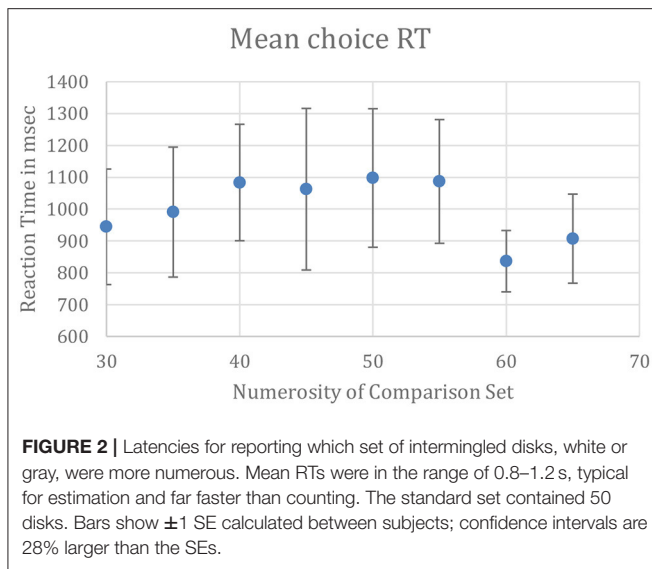 Mean choice RT
1400
1300
1200
1100
1000
900
800
700
600
Reaction Time in msec
30
40
50
60
70
Numerosity of Comparison Set
FIGURE 2 | Latencies for reporting which set of intermingled disks, white or
gray, were more numerous. Mean RTs were in the range of 0.8–1.2 s, typical
for estimation and far faster than counting. The standard set contained 50
disks. Bars show ±1 SE calculated between subjects; confidence intervals are
28% larger than the SEs.